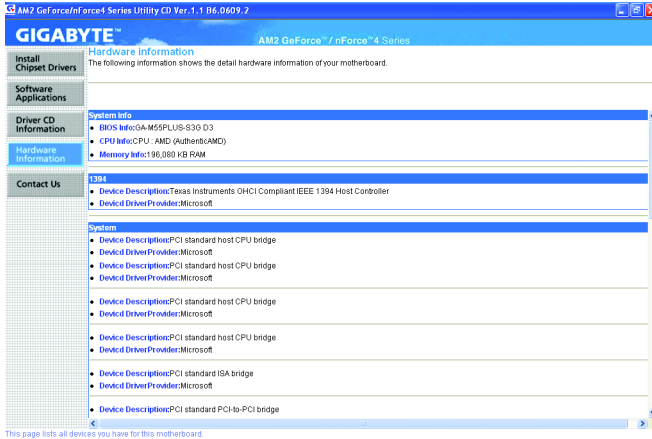 AM2 GeForce/nForce4 Series Utility CD Ver.1.1 B6.0609.2
GIGABYTE™
AM2 GeForce™/ nForce™4 Series
Install
Chipset Drivers
Software
Applications
Driver CD
Information
Hardware
Information
Contact Us
Hardware information
The following information shows the detail hardware information of your motherboard.
System Info
• BIOS Info:GA-M55PLUS-S3G D3
• CPU Info:CPU : AMD (AuthenticAMD)
• Memory Info:196,080 KB RAM
1394
• Device Description:Texas Instruments OHCI Compliant IEEE 1394 Host Controller
• Devicd DriverProvider:Microsoft
System
• Device Description:PCI standard host CPU bridge
• Devicd DriverProvider:Microsoft
• Device Description:PCI standard host CPU bridge
• Devicd DriverProvider:Microsoft
• Device Description:PCI standard host CPU bridge
• Devicd DriverProvider:Microsoft
• Device Description:PCI standard host CPU bridge
• Devicd DriverProvider:Microsoft
• Device Description:PCI standard ISA bridge
• Devicd DriverProvider:Microsoft
• Device Description:PCI standard PCI-to-PCI bridge
This page lists all devices you have for this motherboard.